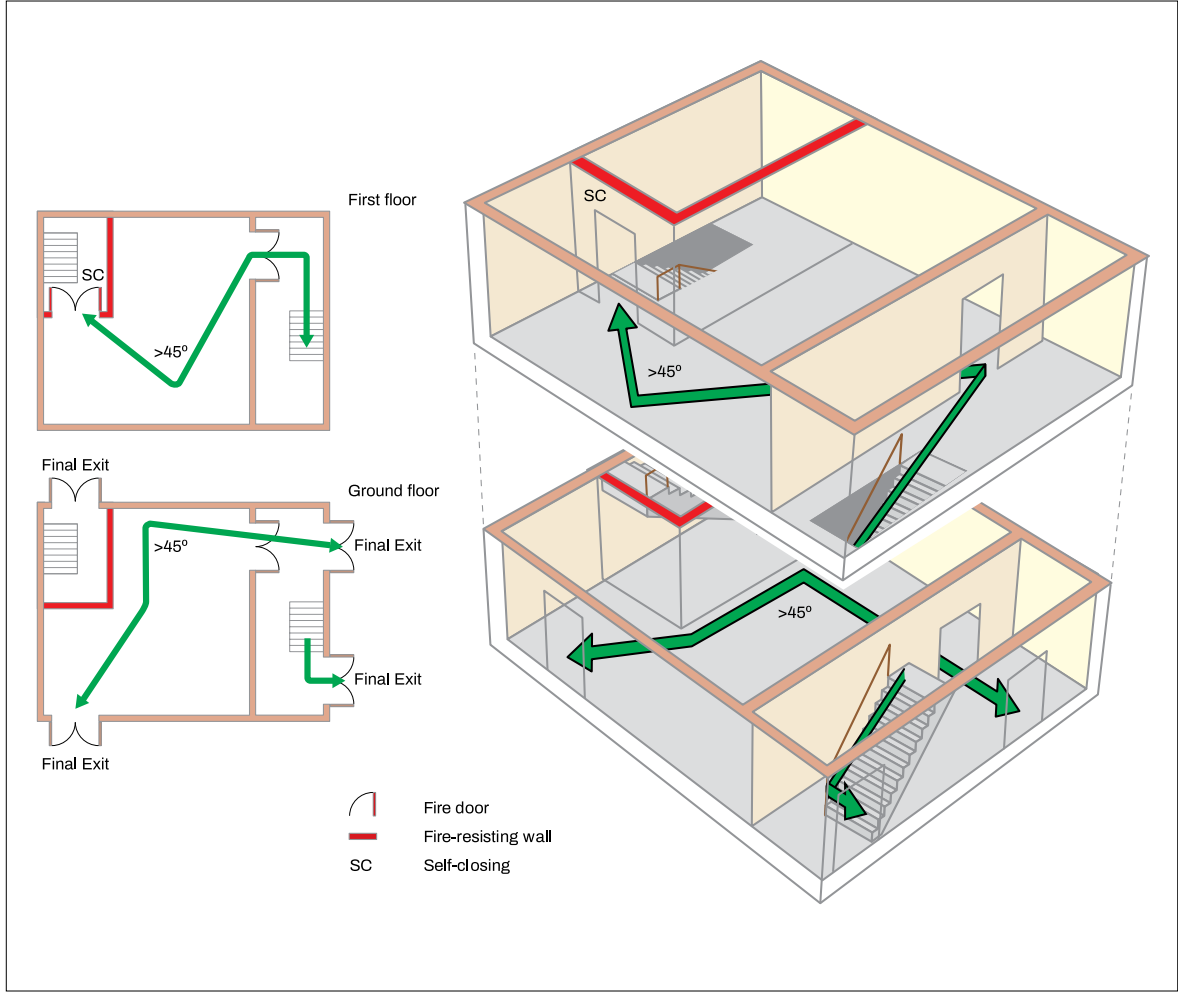 First floor
SC
>45º
Final Exit
Ground floor
>45º
Final Exit
Final Exit
Final Exit
Fire door
Fire-resisting wall
SC
Self-closing
SC
>45º
>45º